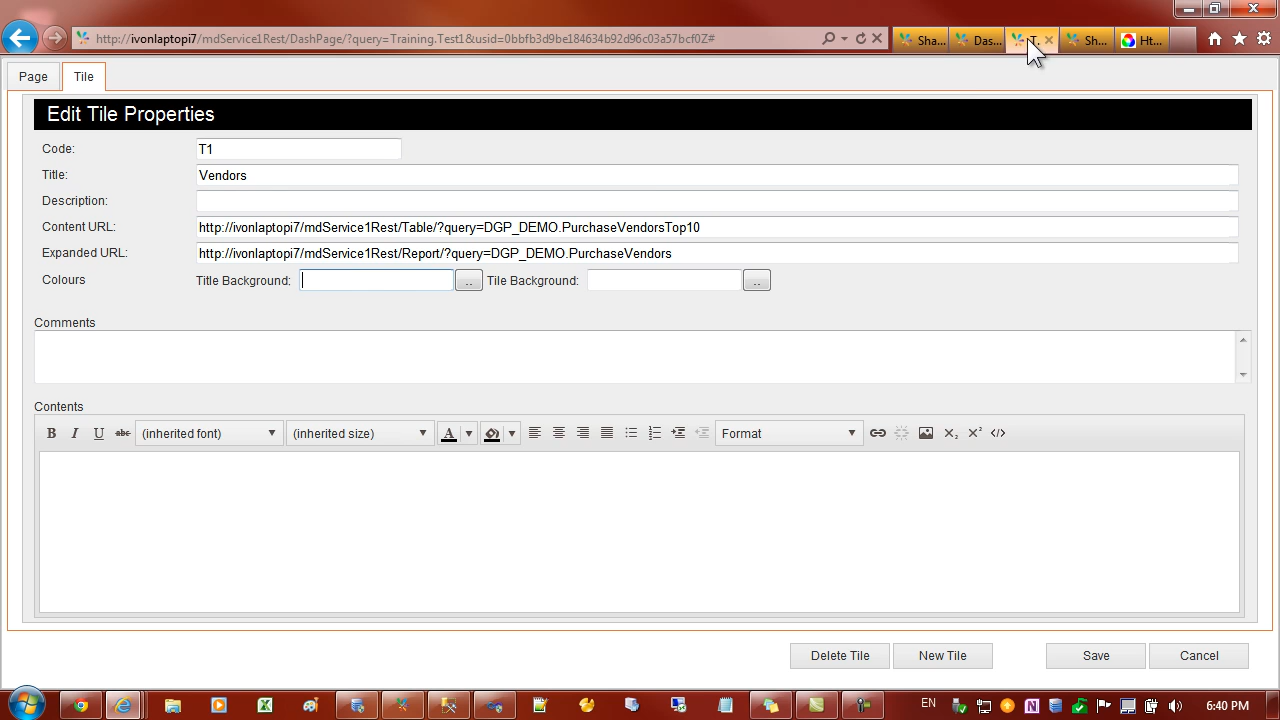 http://ivonlaptopi7/mdService1Rest/DashPage/?query=Training.Test1&usid=0bbfb3d9be184634b92d96c03a57bcf0Z#
Sha...
Das...
T.
Sh...
Ht...
Page
Tile
Edit Tile Properties
Code:
T1
Title:
Vendors
Description:
Content URL:
http://ivonlaptopi7/mdService1Rest/Table/?query=DGP_DEMO.PurchaseVendorsTop10
Expanded URL:
http://ivonlaptopi7/mdService1Rest/Report/?query=DGP_DEMO.PurchaseVendors
Colours
Title Background:
..
Tile Background:
..
Comments
Contents
B I U abc
(inherited font)
(inherited size)
A
Format
X₂ X²
Delete Tile
New Tile
Save
Cancel
EN
6:40 PM